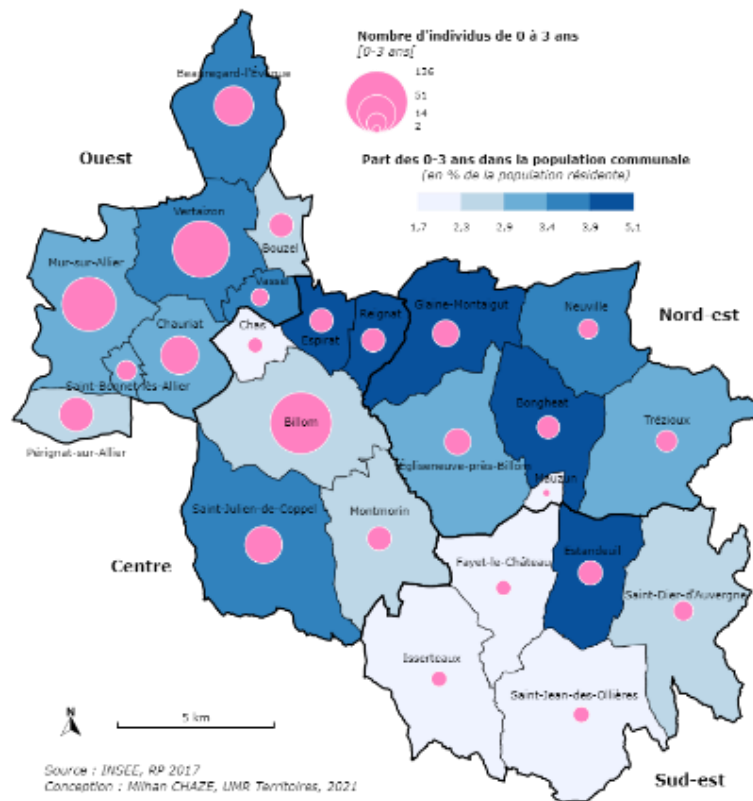 Nombre d'individus de 0 à 3 ans
[0-3 ans[
136
51
14
2
Part des 0-3 ans dans la population communale
(en % de la population résidente)
1,7 2,3 2,9 3,4 3,9 5,1
Beauregard-l'Évêque
Ouest
Vertaizon
Bouzel
Mur-sur-Allier
Vassel
Chauriat
Chas
Espirat
Reignat
Glaine-Montaigut
Neuville
Nord-est
Saint-Bonnet-lès-Allier
Billom
Bongheat
Trézioux
Pérignat-sur-Allier
Égliseneuve-près-Billom
Mauzun
Saint-Julien-de-Coppel
Montmorin
Centre
Fayet-le-Château
Estandeuil
Saint-Dier-d'Auvergne
Isserteaux
Saint-Jean-des-Ollières
N
5 km
Sud-est
Source : INSEE, RP 2017
Conception : Mihan CHAZE, UMR Territoires, 2021